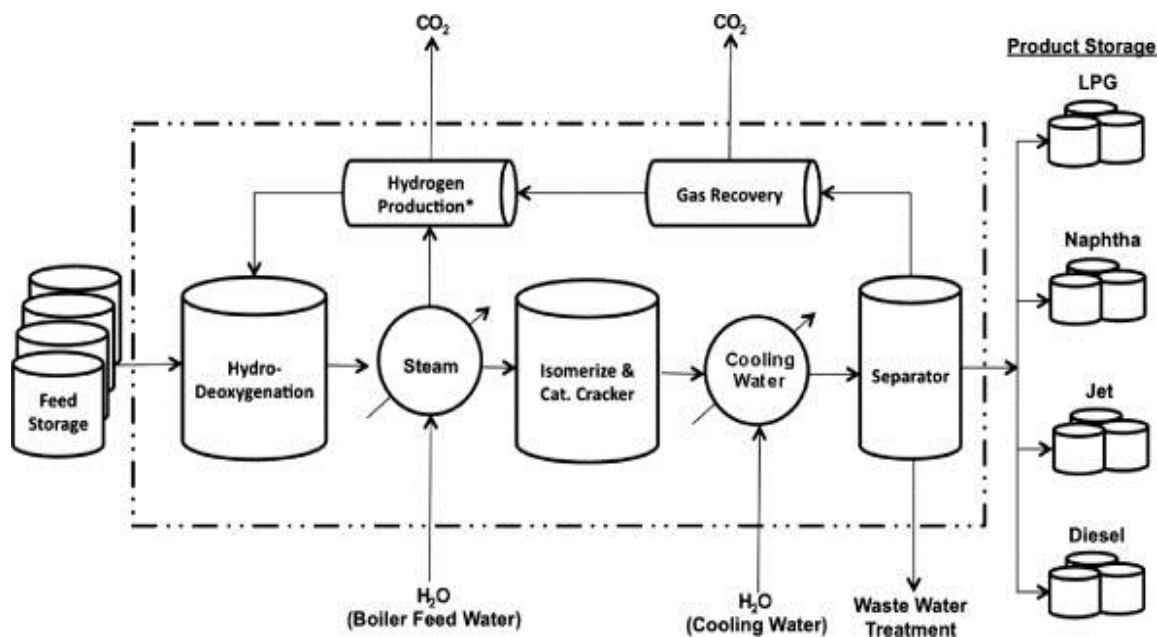 CO₂
CO₂
Product Storage
LPG
Hydrogen
Production*
Gas Recovery
Naphtha
Feed
Storage
Hydro-
Deoxygenation
Steam
Isomerize &
Cat. Cracker
Cooling
Water
Separator
Jet
Diesel
H₂O
(Boiler Feed Water)
H₂O
(Cooling Water)
Waste Water
Treatment